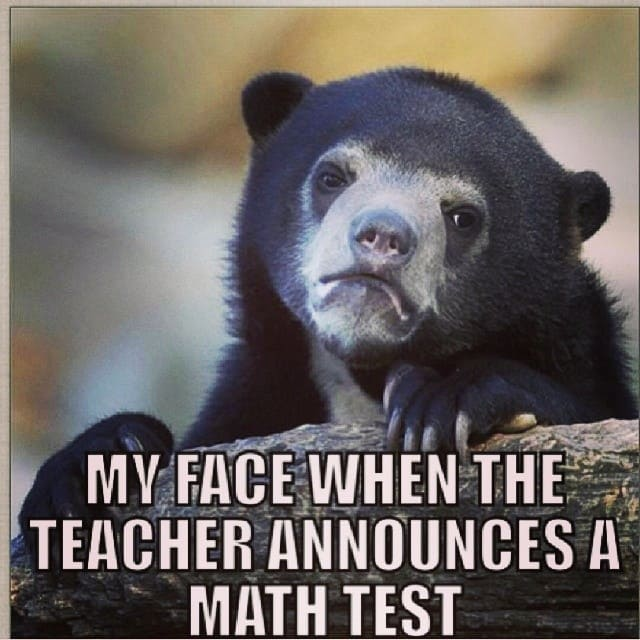 MY FACE WHEN THE
TEACHER ANNOUNCES A
MATH TEST